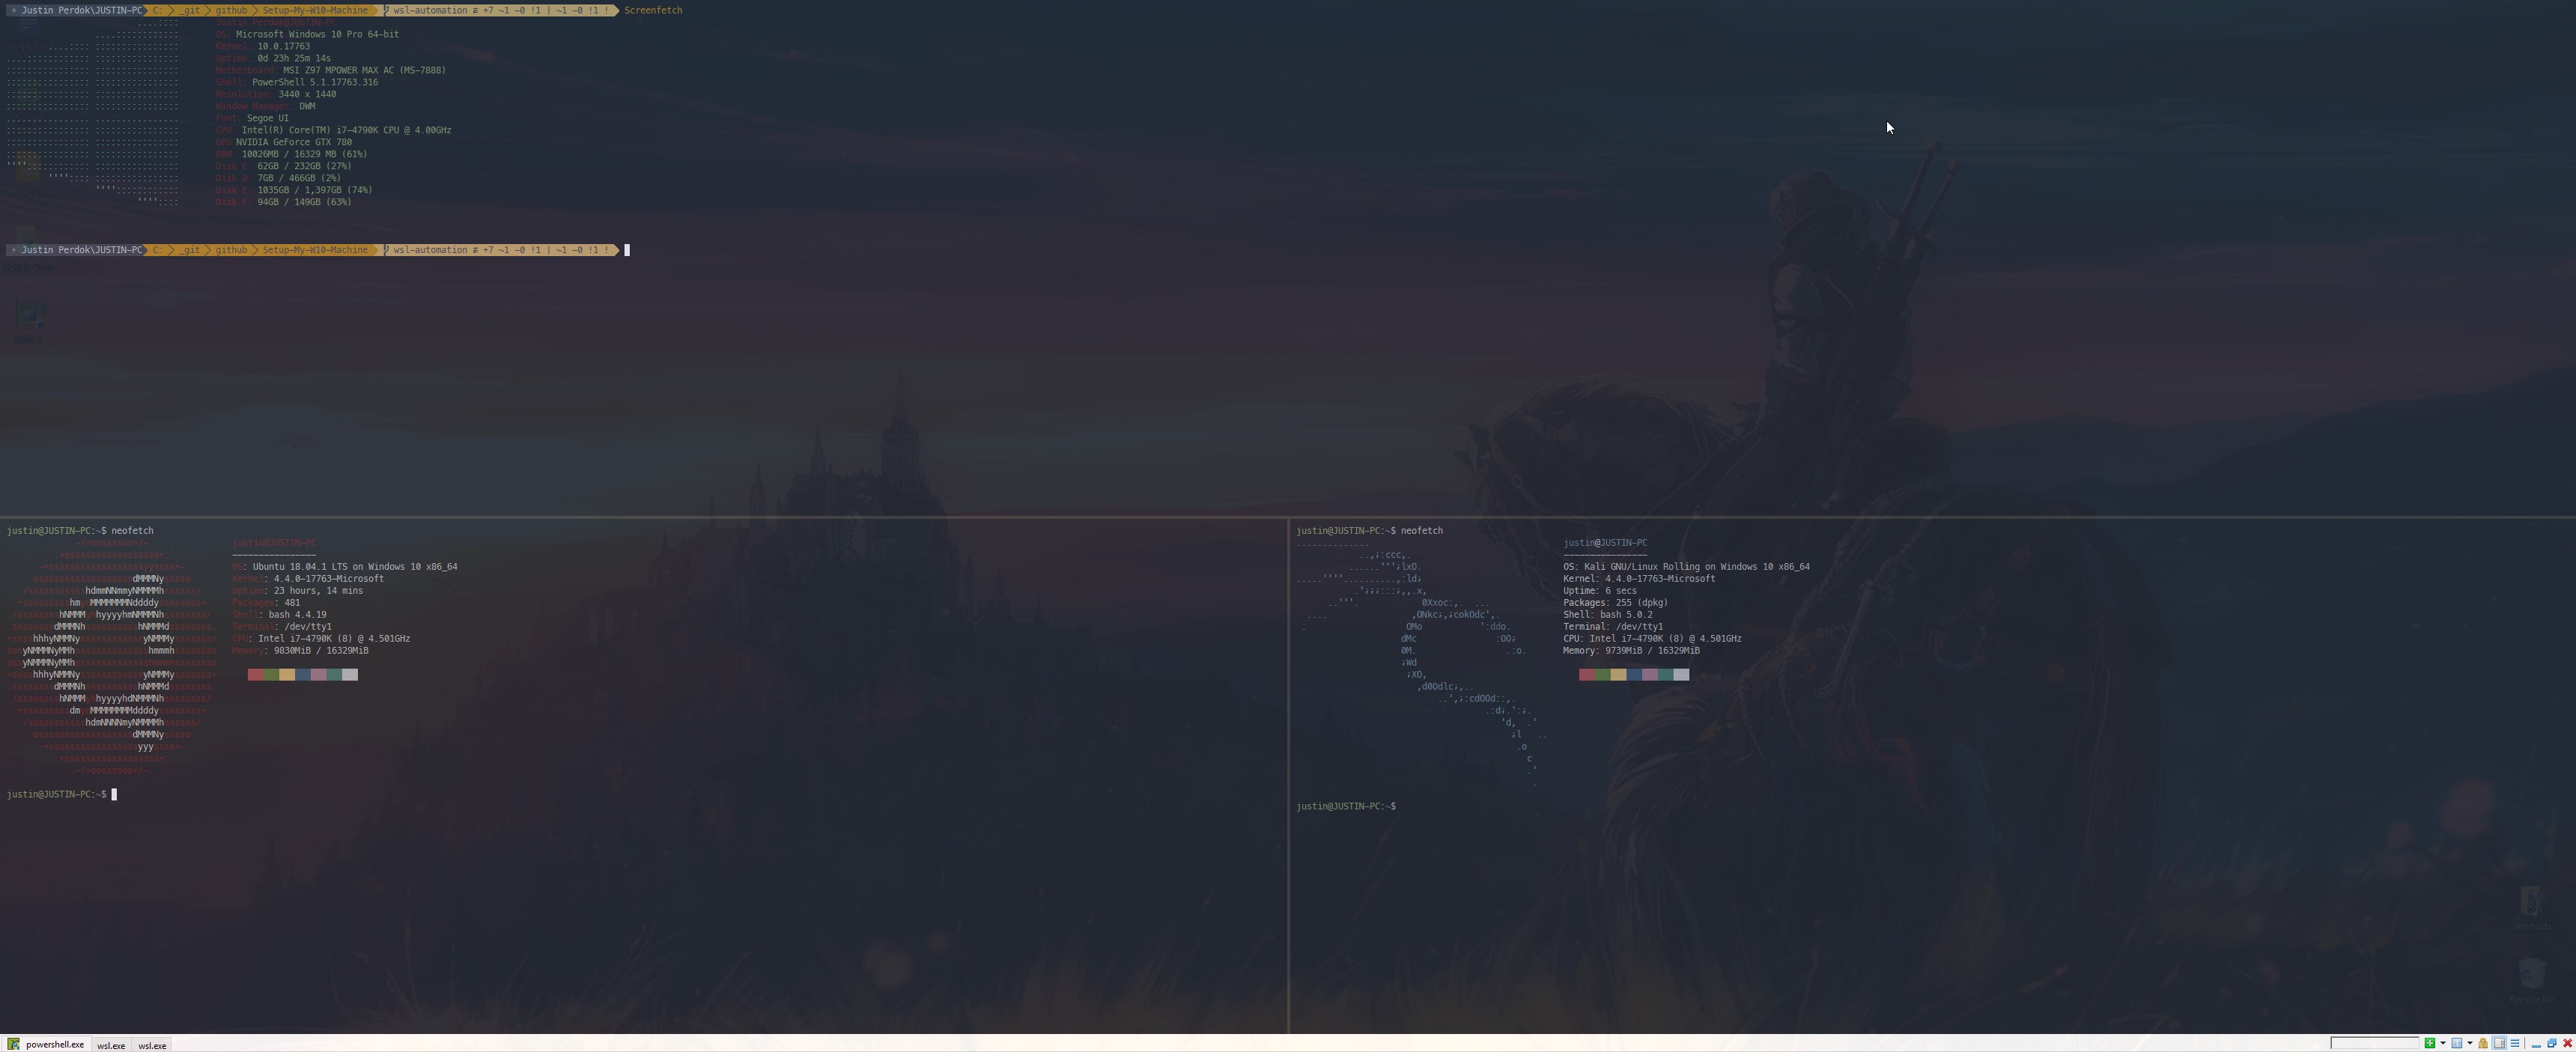 ⚡ Justin Perdok\JUSTIN-PC C: _git github Setup-My-W10-Machine wsl-automation ≢ +7 ~1 -0 !1 | ~1 -0 !1 ! Screenfetch
Justin Perdok@JUSTIN-PC
OS: Microsoft Windows 10 Pro 64-bit
Kernel: 10.0.17763
Uptime: 0d 23h 25m 14s
Motherboard: MSI Z97 MPOWER MAX AC (MS-7888)
Shell: PowerShell 5.1.17763.316
Resolution: 3440 x 1440
Window Manager: DWM
Font: Segoe UI
CPU: Intel(R) Core(TM) i7-4790K CPU @ 4.00GHz
GPU NVIDIA GeForce GTX 780
RAM: 10026MB / 16329 MB (61%)
Disk C: 62GB / 232GB (27%)
Disk D: 7GB / 466GB (2%)
Disk E: 1035GB / 1,397GB (74%)
Disk F: 94GB / 149GB (63%)
⚡ Justin Perdok\JUSTIN-PC C: _git github Setup-My-W10-Machine wsl-automation ≢ +7 ~1 -0 !1 | ~1 -0 !1 !
justin@JUSTIN-PC:~$ neofetch
justin@JUSTIN-PC
----------------
OS: Ubuntu 18.04.1 LTS on Windows 10 x86_64
Kernel: 4.4.0-17763-Microsoft
Uptime: 23 hours, 14 mins
Packages: 481
Shell: bash 4.4.19
Terminal: /dev/tty1
CPU: Intel i7-4790K (8) @ 4.501GHz
Memory: 9830MiB / 16329MiB
justin@JUSTIN-PC:~$
justin@JUSTIN-PC:~$ neofetch
justin@JUSTIN-PC
----------------
OS: Kali GNU/Linux Rolling on Windows 10 x86_64
Kernel: 4.4.0-17763-Microsoft
Uptime: 6 secs
Packages: 255 (dpkg)
Shell: bash 5.0.2
Terminal: /dev/tty1
CPU: Intel i7-4790K (8) @ 4.501GHz
Memory: 9739MiB / 16329MiB
justin@JUSTIN-PC:~$
Shortcuts
Recycle Bin
powershell.exe wsl.exe wsl.exe